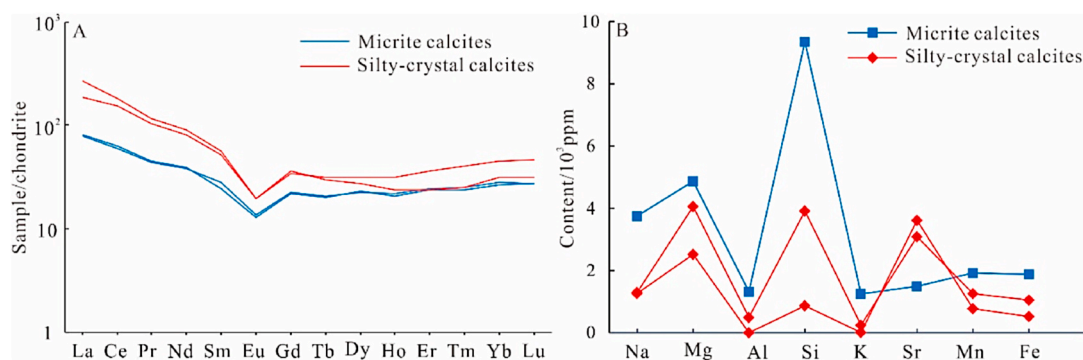 A
Micrite calcites
Silty-crystal calcites
Sample/chondrite
10³
10²
10
1
La Ce Pr Nd Sm Eu Gd Tb Dy Ho Er Tm Yb Lu
B
Micrite calcites
Silty-crystal calcites
Content/10³ppm
10
8
6
4
2
0
Na Mg Al Si K Sr Mn Fe